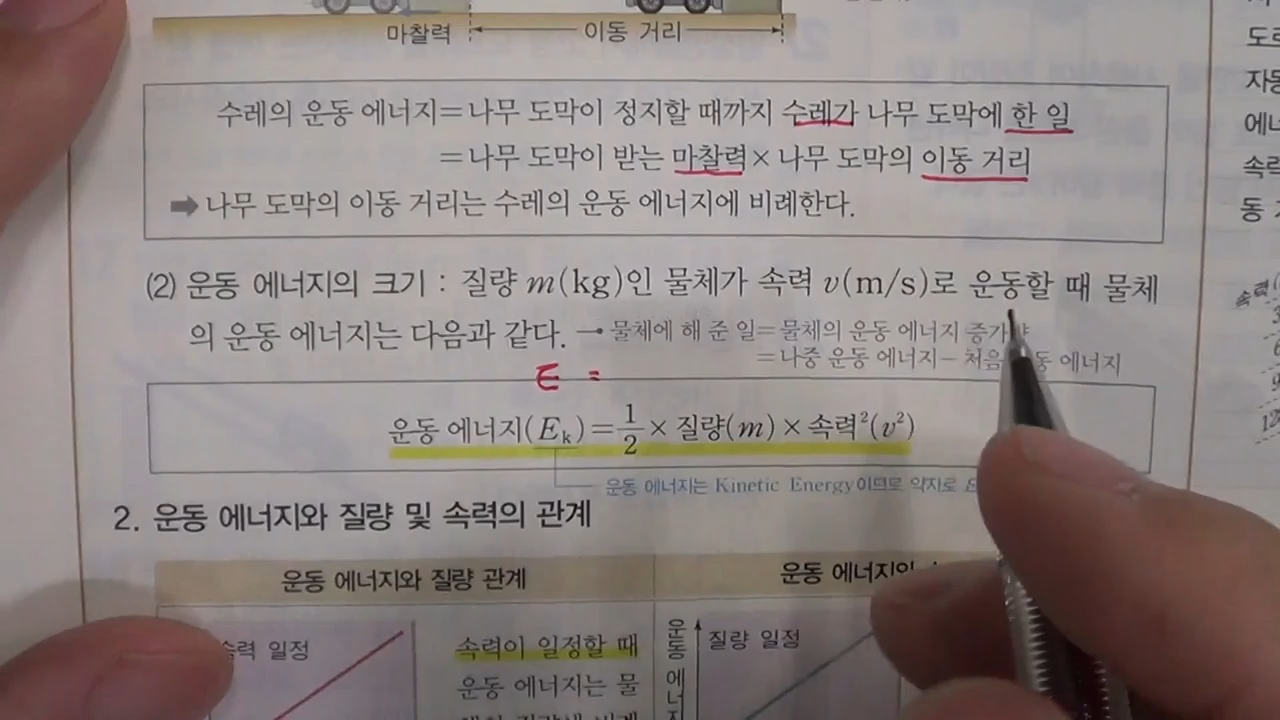 마찰력 이동 거리
수레의 운동 에너지=나무 도막이 정지할 때까지 수레가 나무 도막에 한 일
=나무 도막이 받는 마찰력×나무 도막의 이동 거리
➡ 나무 도막의 이동 거리는 수레의 운동 에너지에 비례한다.
(2) 운동 에너지의 크기 : 질량 m(kg)인 물체가 속력 v(m/s)로 운동할 때 물체
의 운동 에너지는 다음과 같다. → 물체에 해 준 일=물체의 운동 에너지
=나중 운동 에너지- 에너지
E =
운동 에너지(Eₖ)=1/2×질량(m)×속력²(v²)
운동 에너지는 Kinetic Energy이므로 약자로
2. 운동 에너지와 질량 및 속력의 관계
운동 에너지와 질량 관계
운동
속력 일정
속력이 일정할 때
운동 에너지는 물
운동 에너지
질량 일정
도
자동
에너
속력
동
속력